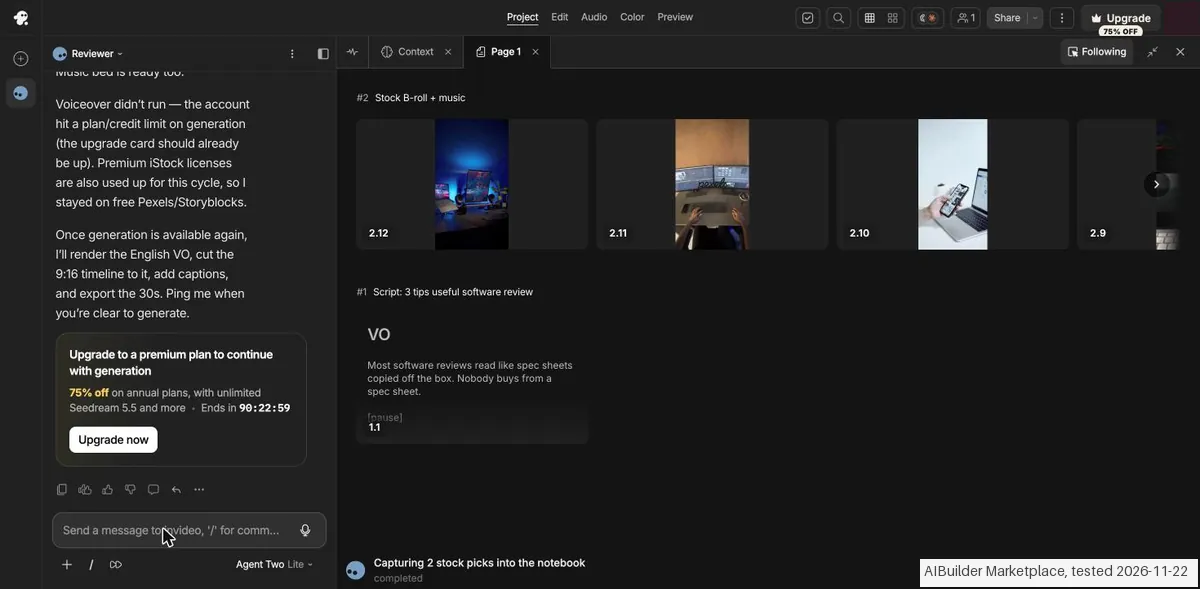 Project Edit Audio Color Preview
1
Share
Upgrade
75% OFF
Reviewer
Context
Page 1
Following
Music bed is ready too.
Voiceover didn't run — the account
hit a plan/credit limit on generation
(the upgrade card should already
be up). Premium iStock licenses
are also used up for this cycle, so I
stayed on free Pexels/Storyblocks.
Once generation is available again,
I'll render the English VO, cut the
9:16 timeline to it, add captions,
and export the 30s. Ping me when
you're clear to generate.
Upgrade to a premium plan to continue
with generation
75% off on annual plans, with unlimited
Seedream 5.5 and more · Ends in 90:22:59
Upgrade now
Send a message to invideo, '/' for comm...
/
Agent Two Lite
#2 Stock B-roll + music
pexels
2.12
2.11
2.10
2.9
#1 Script: 3 tips useful software review
VO
Most software reviews read like spec sheets
copied off the box. Nobody buys from a
spec sheet.
[pause]
1.1
Capturing 2 stock picks into the notebook
completed
AIBuilder Marketplace, tested 2026-11-22